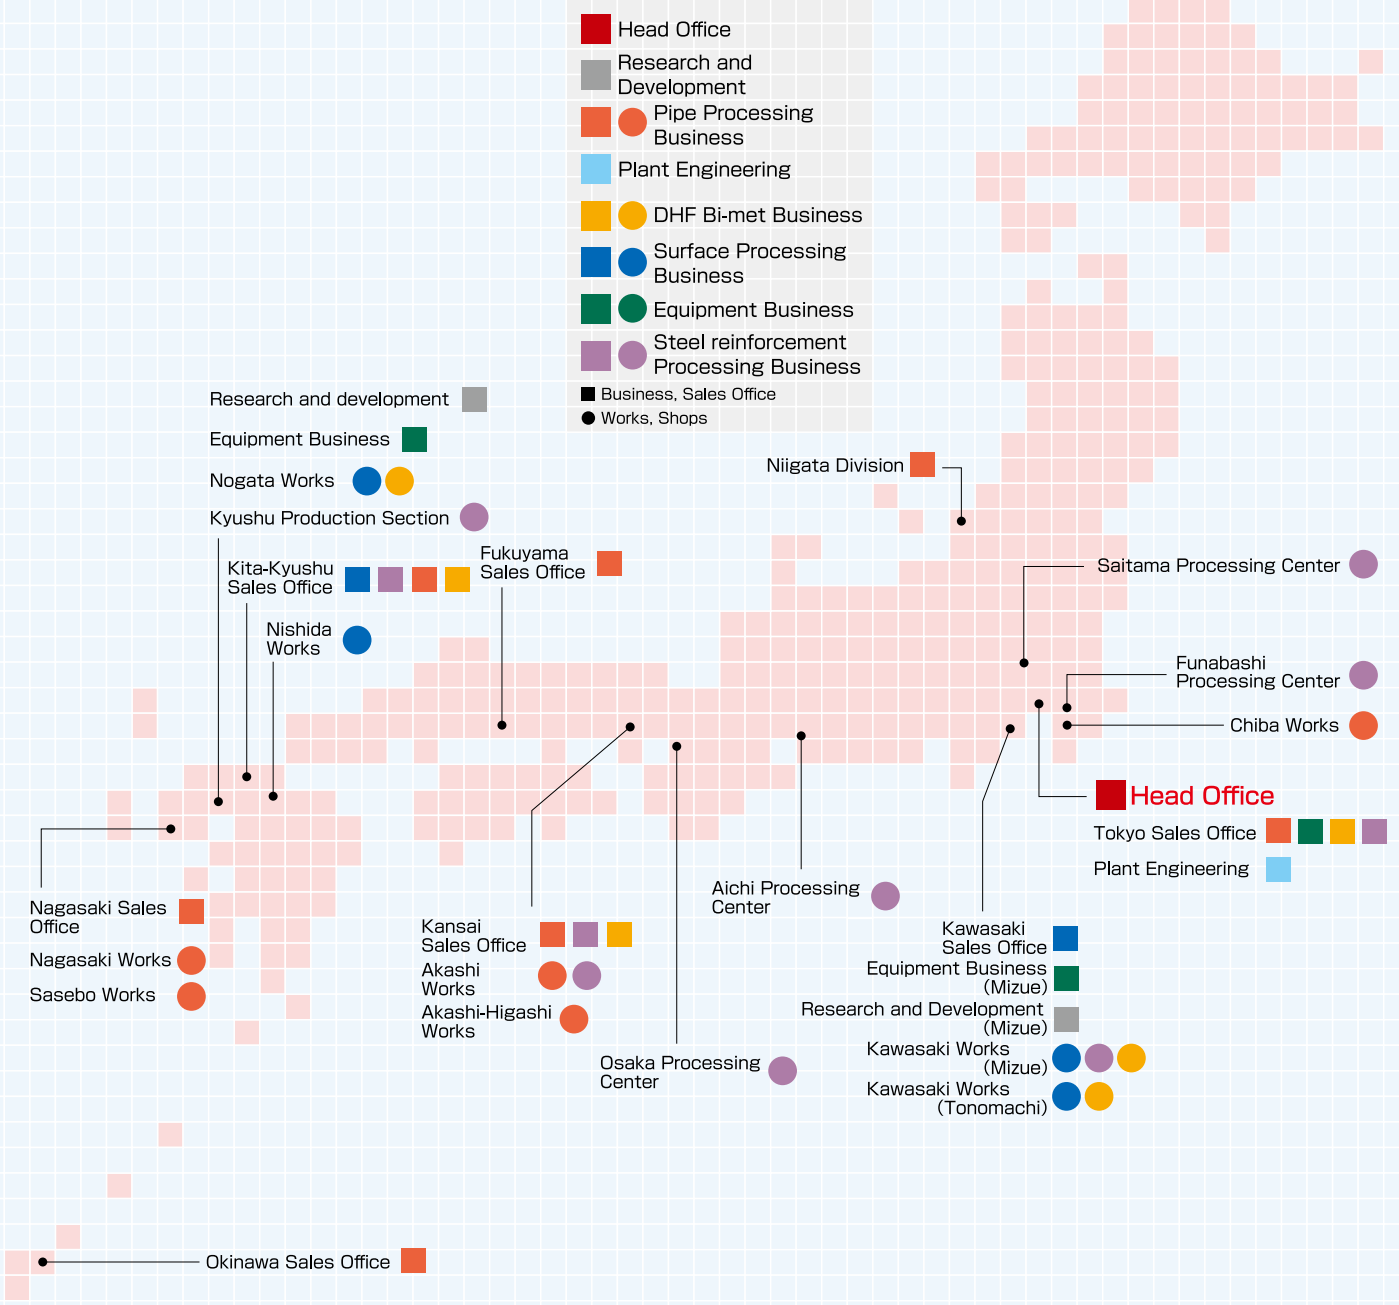 Head Office
Research and
Development
Pipe Processing
Business
Plant Engineering
DHF Bi-met Business
Surface Processing
Business
Equipment Business
Steel reinforcement
Processing Business
Business, Sales Office
Works, Shops
Research and development
Equipment Business
Nogata Works
Kyushu Production Section
Kita-Kyushu
Sales Office
Nishida
Works
Fukuyama
Sales Office
Niigata Division
Saitama Processing Center
Funabashi
Processing Center
Chiba Works
Head Office
Tokyo Sales Office
Plant Engineering
Nagasaki Sales
Office
Nagasaki Works
Sasebo Works
Kansai
Sales Office
Akashi
Works
Akashi-Higashi
Works
Osaka Processing
Center
Aichi Processing
Center
Kawasaki
Sales Office
Equipment Business
(Mizue)
Research and Development
(Mizue)
Kawasaki Works
(Mizue)
Kawasaki Works
(Tonomachi)
Okinawa Sales Office